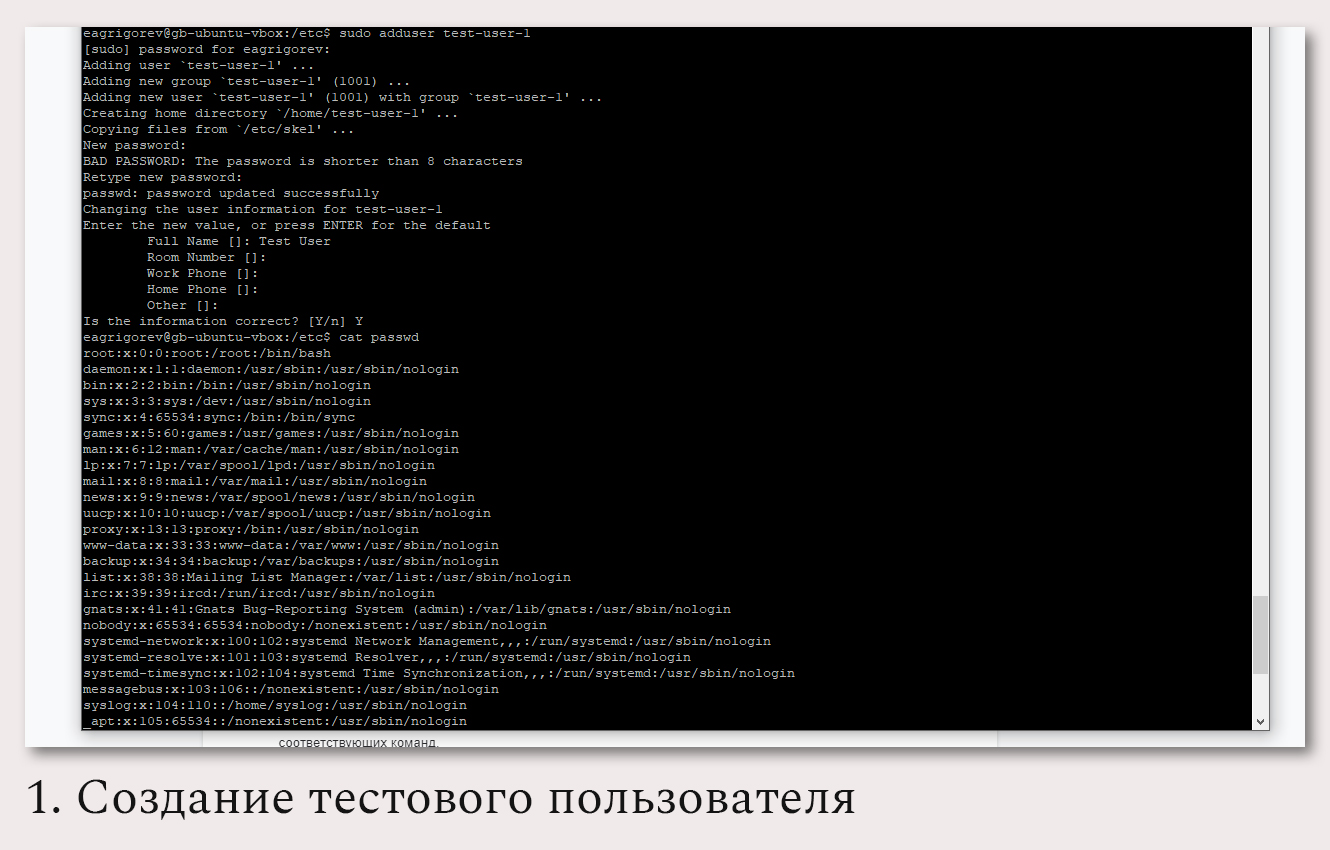 eagrigorev@gb-ubuntu-vbox:/etc$ sudo adduser test-user-1
[sudo] password for eagrigorev:
Adding user `test-user-1' ...
Adding new group `test-user-1' (1001) ...
Adding new user `test-user-1' (1001) with group `test-user-1' ...
Creating home directory `/home/test-user-1' ...
Copying files from `/etc/skel' ...
New password:
BAD PASSWORD: The password is shorter than 8 characters
Retype new password:
passwd: password updated successfully
Changing the user information for test-user-1
Enter the new value, or press ENTER for the default
Full Name []: Test User
Room Number []:
Work Phone []:
Home Phone []:
Other []:
Is the information correct? [Y/n] Y
eagrigorev@gb-ubuntu-vbox:/etc$ cat passwd
root:x:0:0:root:/root:/bin/bash
daemon:x:1:1:daemon:/usr/sbin:/usr/sbin/nologin
bin:x:2:2:bin:/bin:/usr/sbin/nologin
sys:x:3:3:sys:/dev:/usr/sbin/nologin
sync:x:4:65534:sync:/bin:/bin/sync
games:x:5:60:games:/usr/games:/usr/sbin/nologin
man:x:6:12:man:/var/cache/man:/usr/sbin/nologin
lp:x:7:7:lp:/var/spool/lpd:/usr/sbin/nologin
mail:x:8:8:mail:/var/mail:/usr/sbin/nologin
news:x:9:9:news:/var/spool/news:/usr/sbin/nologin
uucp:x:10:10:uucp:/var/spool/uucp:/usr/sbin/nologin
proxy:x:13:13:proxy:/bin:/usr/sbin/nologin
www-data:x:33:33:www-data:/var/www:/usr/sbin/nologin
backup:x:34:34:backup:/var/backups:/usr/sbin/nologin
list:x:38:38:Mailing List Manager:/var/list:/usr/sbin/nologin
irc:x:39:39:ircd:/run/ircd:/usr/sbin/nologin
gnats:x:41:41:Gnats Bug-Reporting System (admin):/var/lib/gnats:/usr/sbin/nologin
nobody:x:65534:65534:nobody:/nonexistent:/usr/sbin/nologin
systemd-network:x:100:102:systemd Network Management,,,:/run/systemd:/usr/sbin/nologin
systemd-resolve:x:101:103:systemd Resolver,,,:/run/systemd:/usr/sbin/nologin
systemd-timesync:x:102:104:systemd Time Synchronization,,,:/run/systemd:/usr/sbin/nologin
messagebus:x:103:106::/nonexistent:/usr/sbin/nologin
syslog:x:104:110::/home/syslog:/usr/sbin/nologin
_apt:x:105:65534::/nonexistent:/usr/sbin/nologin
соответствующих команд.
1. Создание тестового пользователя